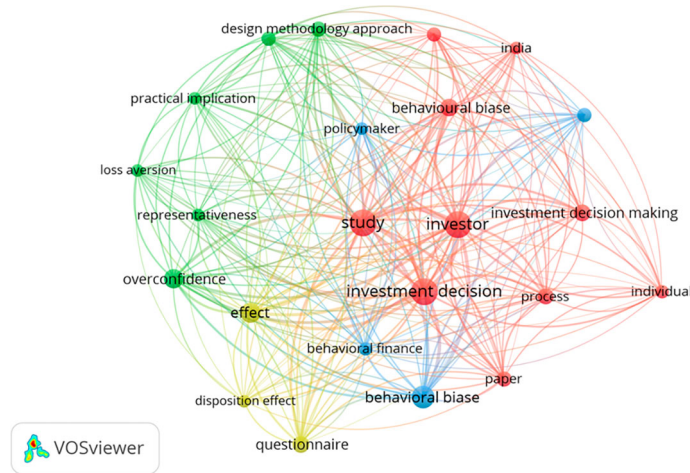 design methodology approach
india
practical implication
behavioural biase
policymaker
loss aversion
representativeness
study
investor
investment decision making
overconfidence
investment decision
process
individual
effect
behavioral finance
paper
disposition effect
behavioral biase
questionnaire
VOSviewer